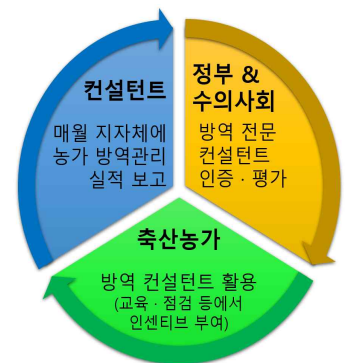 컨설턴트
매월 지자체에
농가 방역관리
실적 보고
정부 &
수의사회
방역 전문
컨설턴트
인증 · 평가
축산농가
방역 컨설턴트 활용
(교육 · 점검 등에서
인센티브 부여)